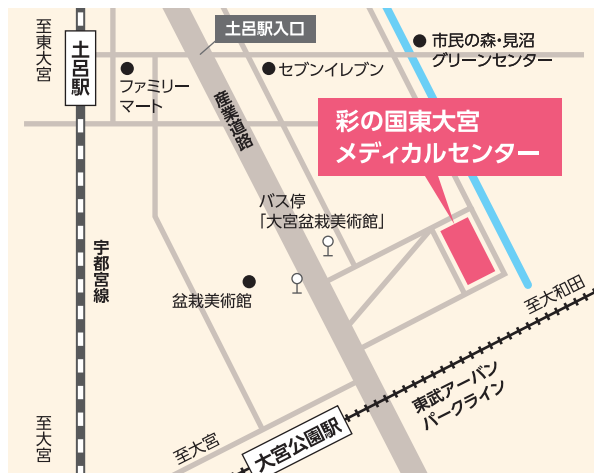 至東大宮
土呂駅
土呂駅入口
市民の森・見沼
グリーンセンター
ファミリー
マート
セブンイレブン
産業道路
彩の国東大宮
メディカルセンター
バス停
「大宮盆栽美術館」
宇都宮線
盆栽美術館
至大和田
東武アーバン
パークライン
至大宮
至大宮
大宮公園駅